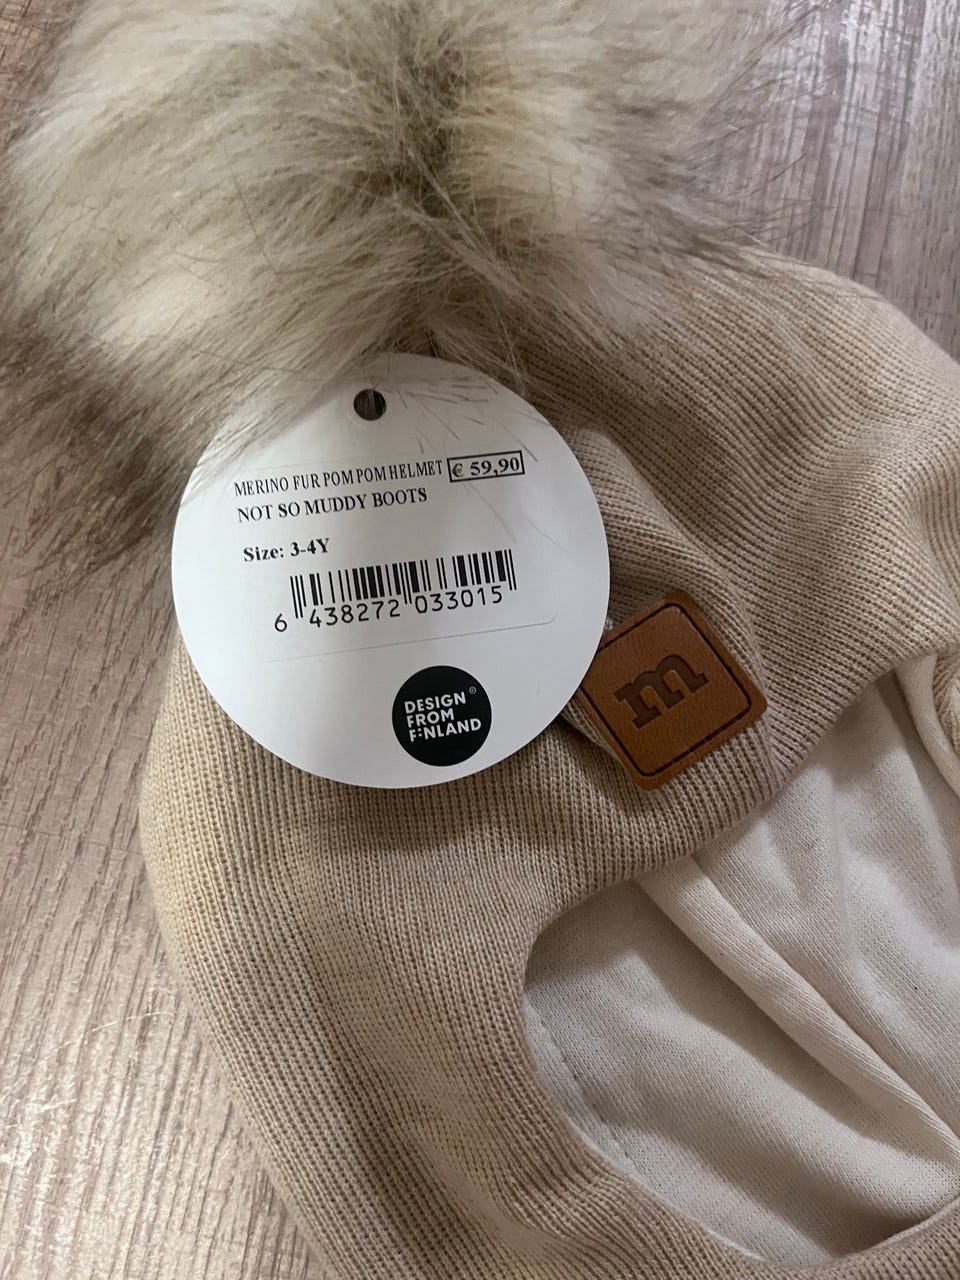 MERINO FUR POM POM HELMET € 59,90
NOT SO MUDDY BOOTS
Size: 3-4Y
6 438272 033015
DESIGN®
FROM
FINLAND
m